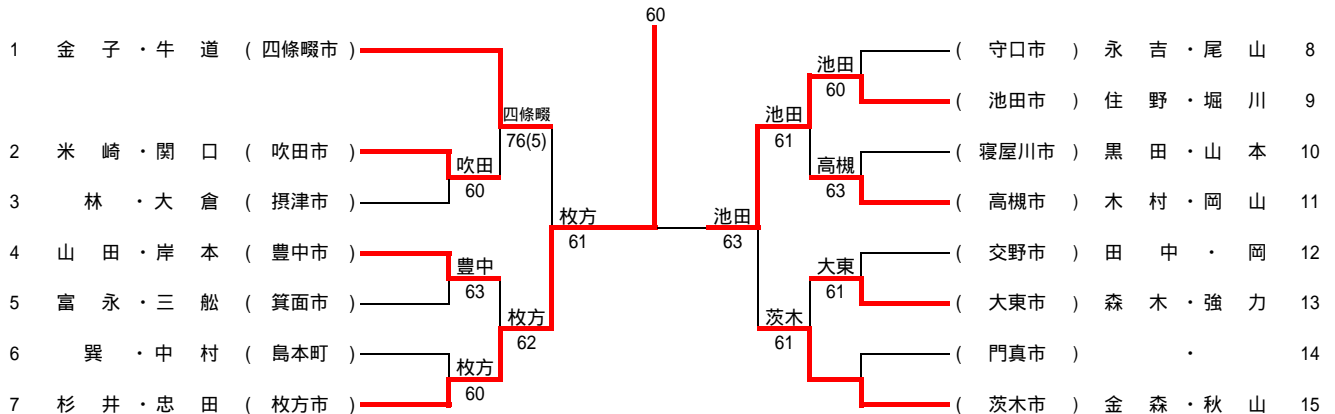 60
1 金 子 ・ 牛 道 ( 四條畷市 ) ( 守口市 ) 永 吉 ・ 尾 山 8
池田
60
( 池田市 ) 住 野 ・ 堀 川 9
四條畷 池田
76(5) 61
2 米 崎 ・ 関 口 ( 吹田市 ) ( 寝屋川市 ) 黒 田 ・ 山 本 10
吹田 高槻
60 63
3 林 ・ 大 倉 ( 摂津市 ) ( 高槻市 ) 木 村 ・ 岡 山 11
枚方 池田
61 63
4 山 田 ・ 岸 本 ( 豊中市 ) ( 交野市 ) 田 中 ・ 岡 12
豊中 大東
63 61
5 富 永 ・ 三 舩 ( 箕面市 ) ( 大東市 ) 森 木 ・ 強 力 13
枚方 茨木
62 61
6 巽 ・ 中 村 ( 島本町 ) ( 門真市 ) ・ 14
枚方
60
7 杉 井 ・ 忠 田 ( 枚方市 ) ( 茨木市 ) 金 森 ・ 秋 山 15